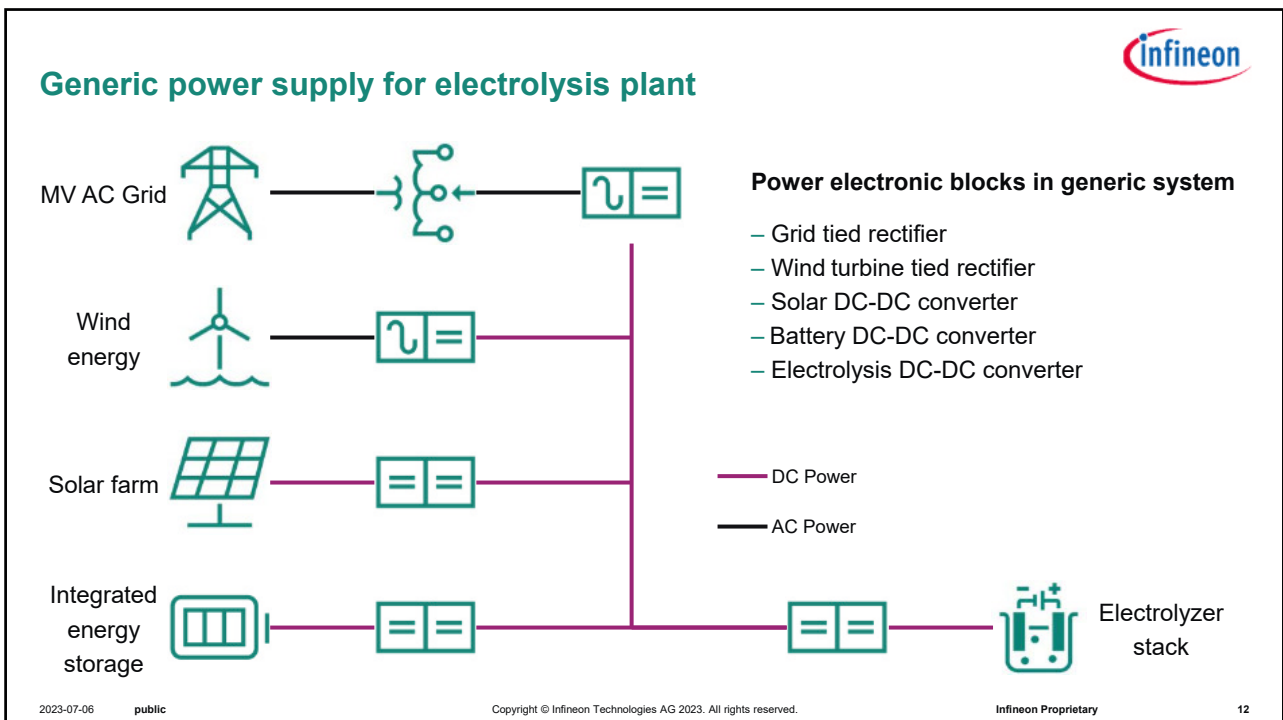 infineon
Generic power supply for electrolysis plant
MV AC Grid
Wind
energy
Solar farm
Integrated
energy
storage
Power electronic blocks in generic system
– Grid tied rectifier
– Wind turbine tied rectifier
– Solar DC-DC converter
– Battery DC-DC converter
– Electrolysis DC-DC converter
DC Power
AC Power
Electrolyzer
stack
2023-07-06 public Copyright © Infineon Technologies AG 2023. All rights reserved. Infineon Proprietary 12